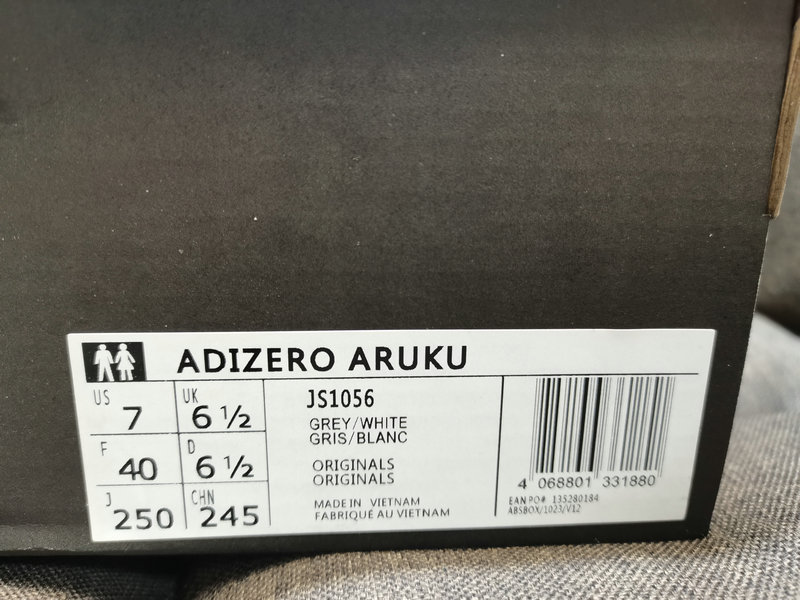 ADIZERO ARUKU
US 7 UK 6 ½
F 40 D 6 ½
J 250 CHN 245
JS1056
GREY/WHITE
GRIS/BLANC
ORIGINALS
ORIGINALS
MADE IN VIETNAM
FABRIQUÉ AU VIETNAM
4 068801 331880
EAN PO# 135280184
ABSBOX/1023/V12